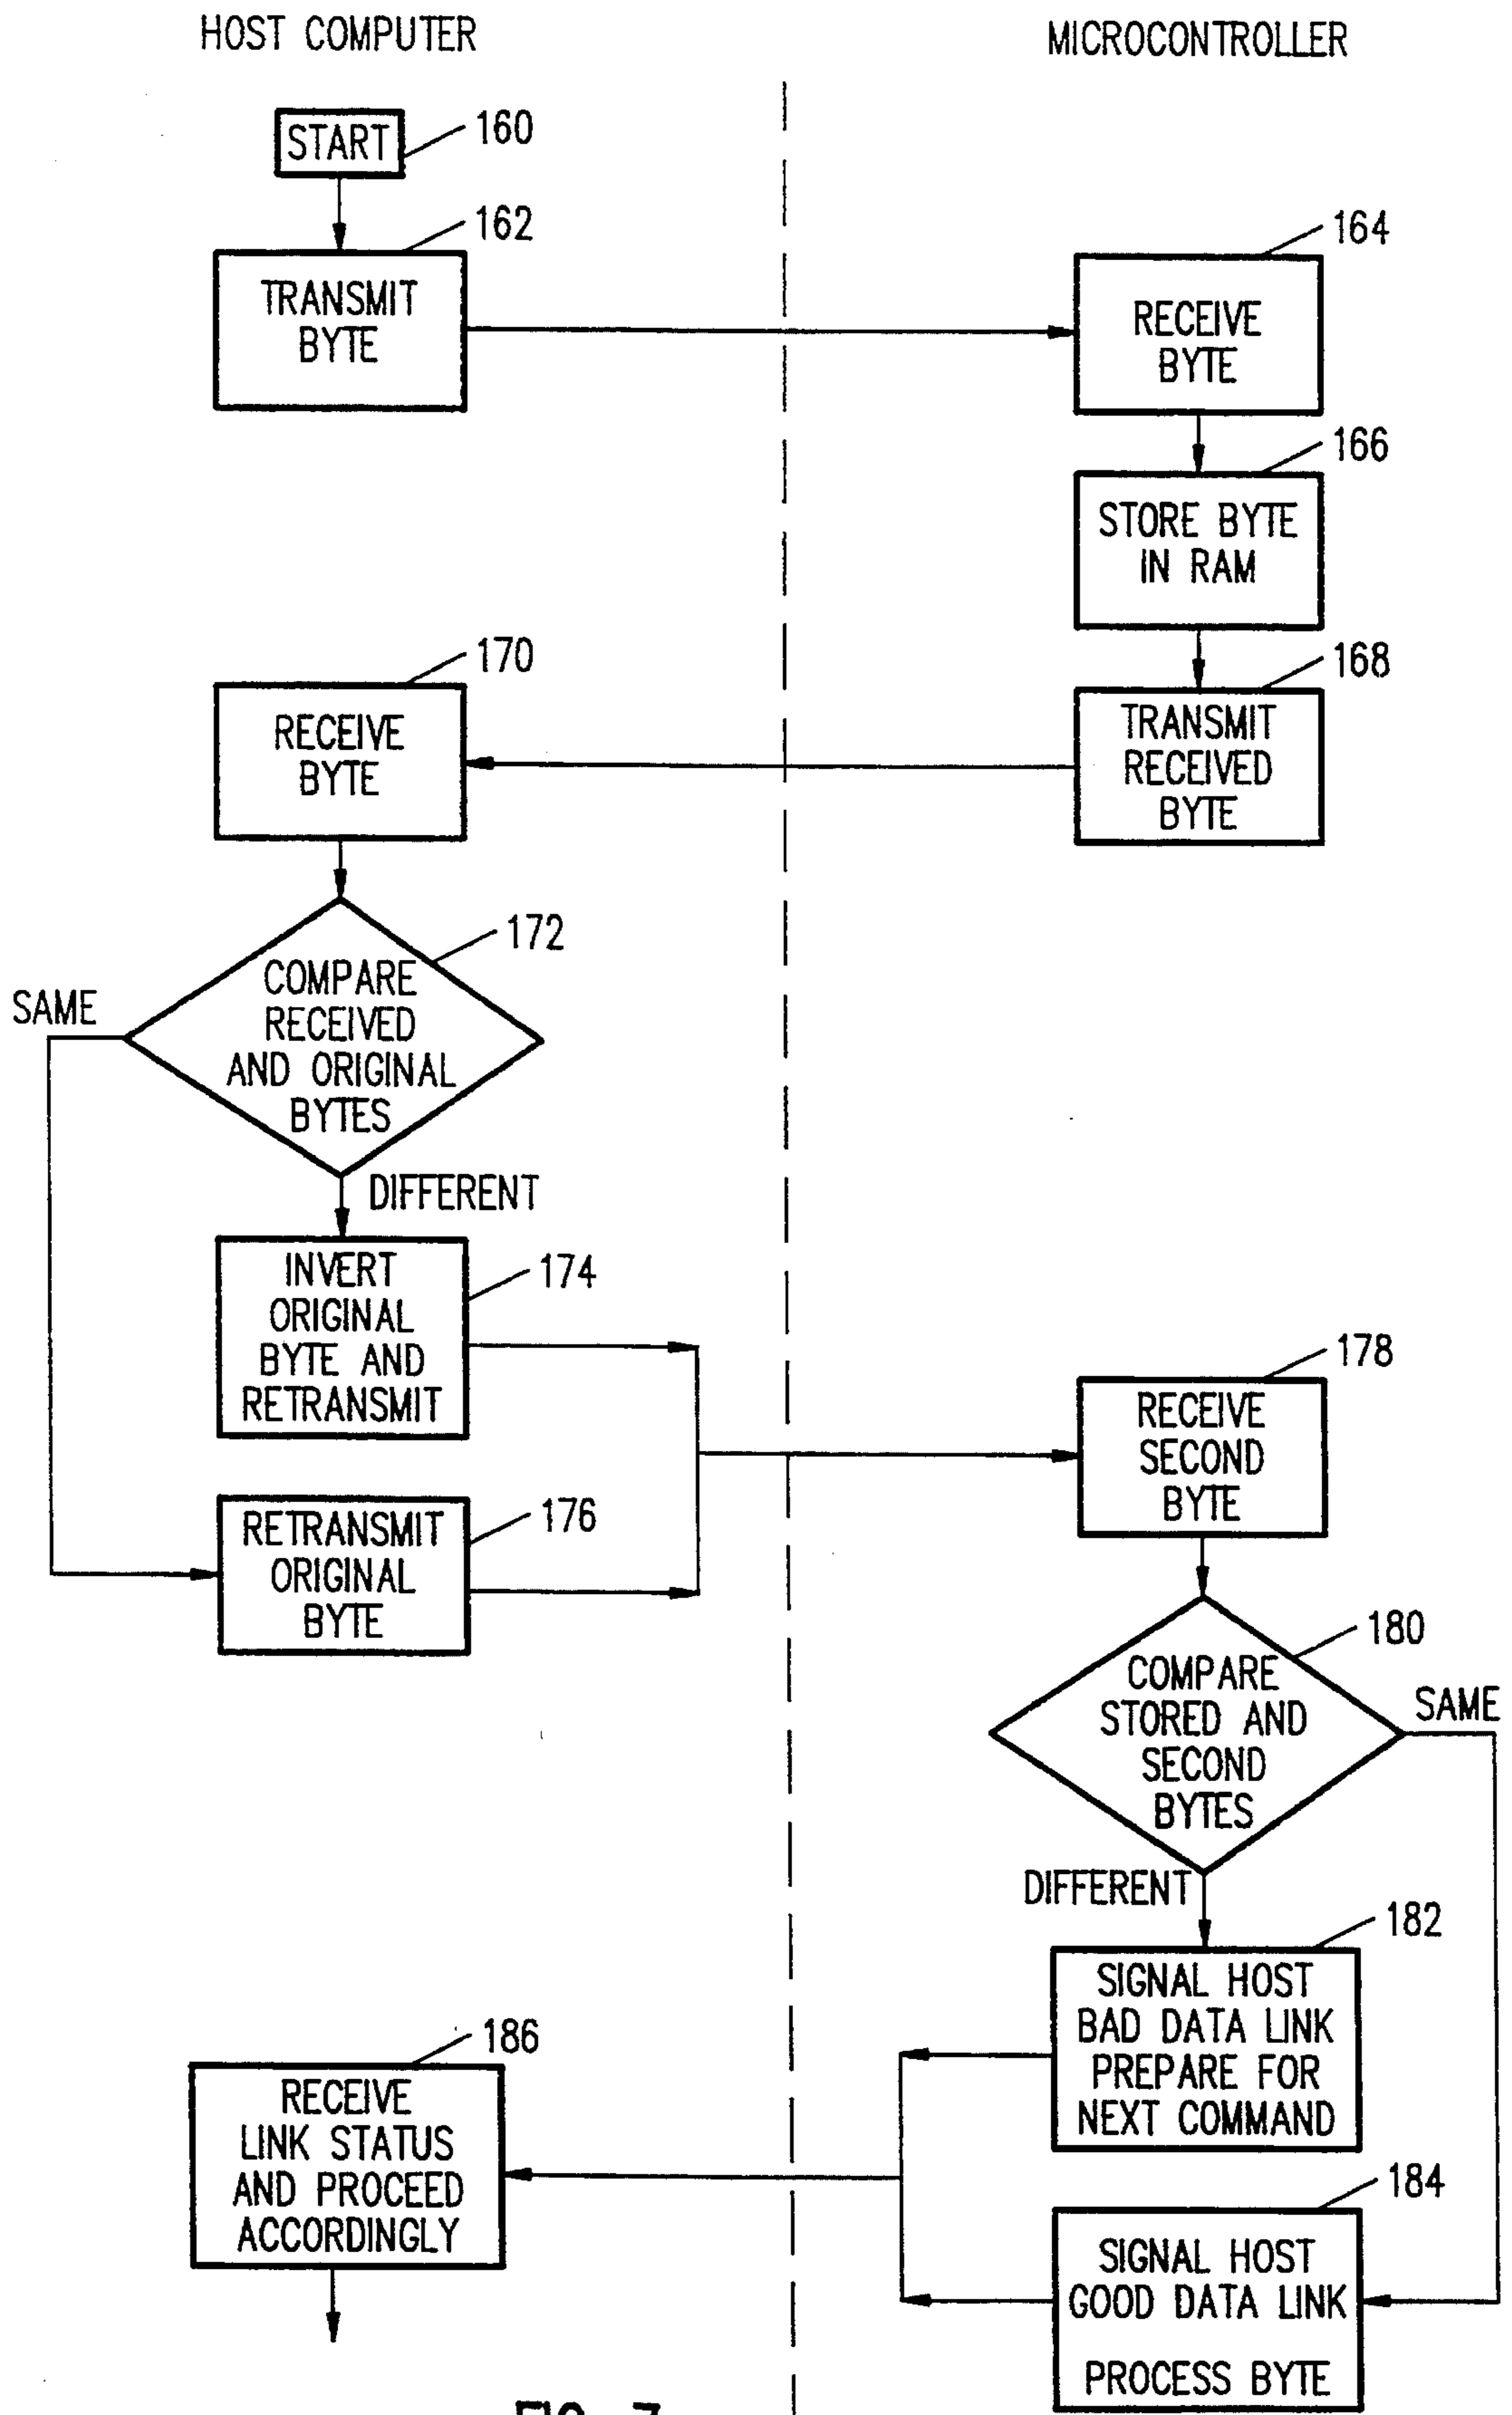 HOST COMPUTER
MICROCONTROLLER
START
160
162
TRANSMIT
BYTE
164
RECEIVE
BYTE
166
STORE BYTE
IN RAM
168
TRANSMIT
RECEIVED
BYTE
170
RECEIVE
BYTE
172
COMPARE
RECEIVED
AND ORIGINAL
BYTES
SAME
DIFFERENT
174
INVERT
ORIGINAL
BYTE AND
RETRANSMIT
176
RETRANSMIT
ORIGINAL
BYTE
178
RECEIVE
SECOND
BYTE
180
COMPARE
STORED AND
SECOND
BYTES
SAME
DIFFERENT
182
SIGNAL HOST
BAD DATA LINK
PREPARE FOR
NEXT COMMAND
184
SIGNAL HOST
GOOD DATA LINK
PROCESS BYTE
186
RECEIVE
LINK STATUS
AND PROCEED
ACCORDINGLY